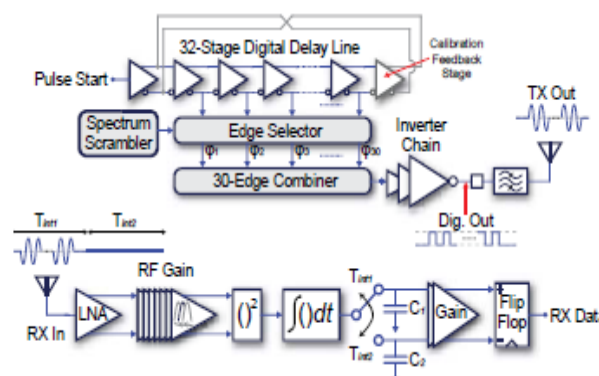 32-Stage Digital Delay Line
Calibration
Feedback
Stage
Pulse Start
TX Out
Spectrum
Scrambler
Edge Selector
Inverter
Chain
φ1 φ2 φ3 φ30
30-Edge Combiner
Dig. Out
Tint1 Tint2
RF Gain
RX In
LNA
()²
∫()dt
Tint1
Tint2
C1
C2
Gain
Flip
Flop
RX Data